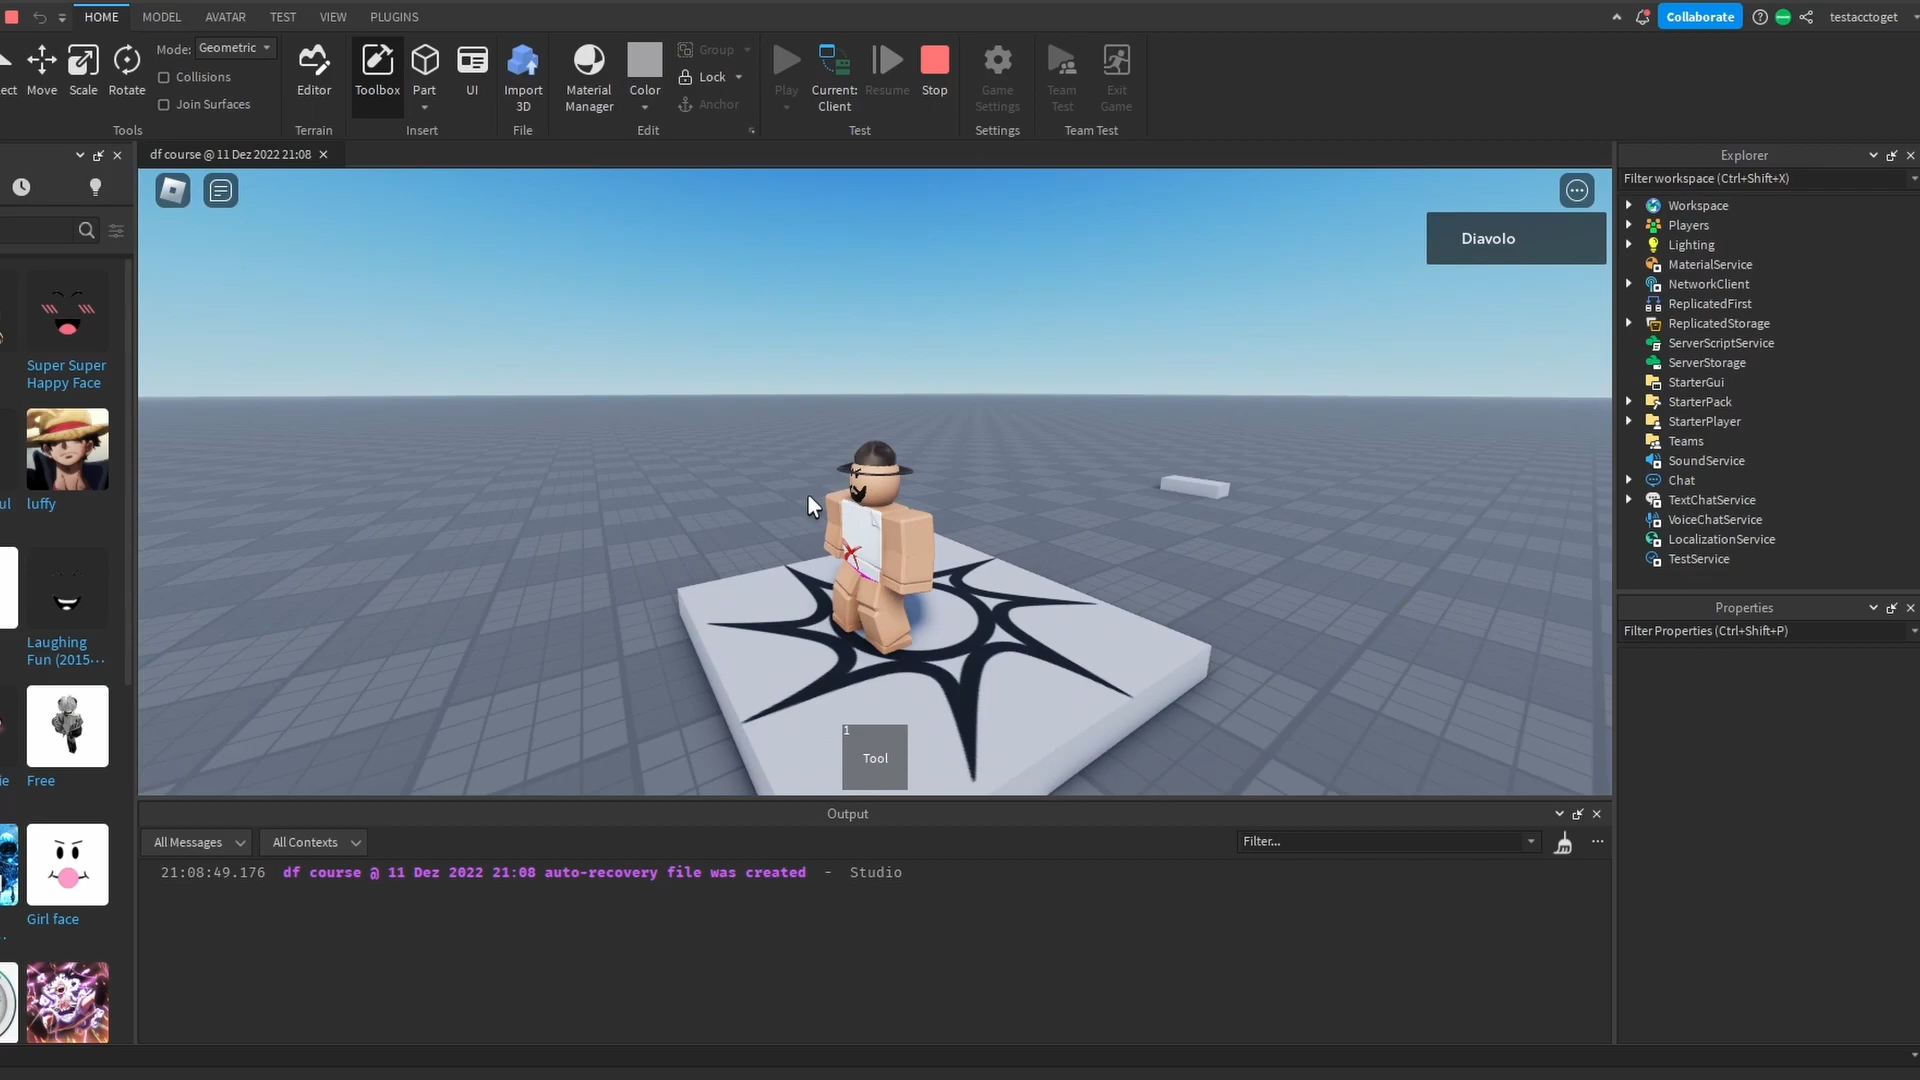 HOME
MODEL
AVATAR
TEST
VIEW
PLUGINS
Collaborate
testacctoget
ect
Move
Scale
Rotate
Mode:
Geometric
Collisions
Join Surfaces
Tools
Editor
Terrain
Toolbox
Part
UI
Insert
Import
3D
File
Material
Manager
Color
Group
Lock
Anchor
Edit
Play
Current:
Client
Resume
Stop
Test
Game
Settings
Settings
Team
Test
Exit
Game
Team Test
df course @ 11 Dez 2022 21:08
Super Super
Happy Face
ul
luffy
Laughing
Fun (2015-...
ie
Free
Girl face
..
Diavolo
1
Tool
Output
All Messages
All Contexts
Filter...
21:08:49.176 df course @ 11 Dez 2022 21:08 auto-recovery file was created - Studio
Explorer
Filter workspace (Ctrl+Shift+X)
Workspace
Players
Lighting
MaterialService
NetworkClient
ReplicatedFirst
ReplicatedStorage
ServerScriptService
ServerStorage
StarterGui
StarterPack
StarterPlayer
Teams
SoundService
Chat
TextChatService
VoiceChatService
LocalizationService
TestService
Properties
Filter Properties (Ctrl+Shift+P)